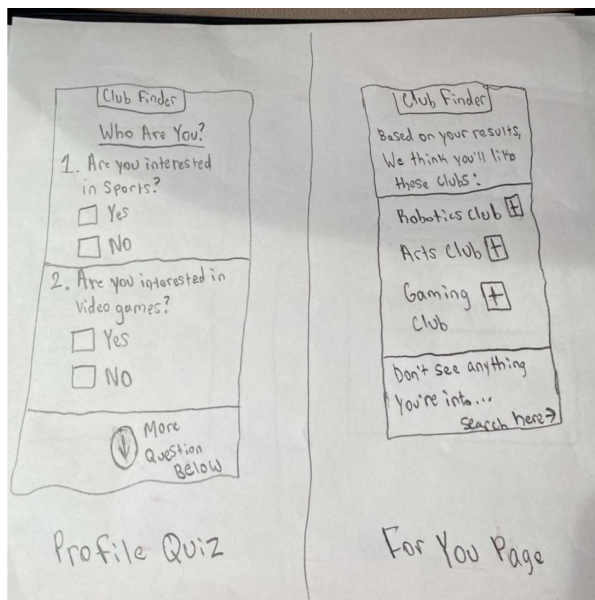 Club Finder
Who Are You?
1. Are you interested
in Sports?
Yes
No
2. Are you interested in
Video games?
Yes
NO
More
Question
Below
Profile Quiz
Club Finder
Based on your results,
We think you'll like
these clubs:
Robotics Club +
Arts Club +
Gaming +
Club
Don't see anything
You're into...
Search here →
For You Page